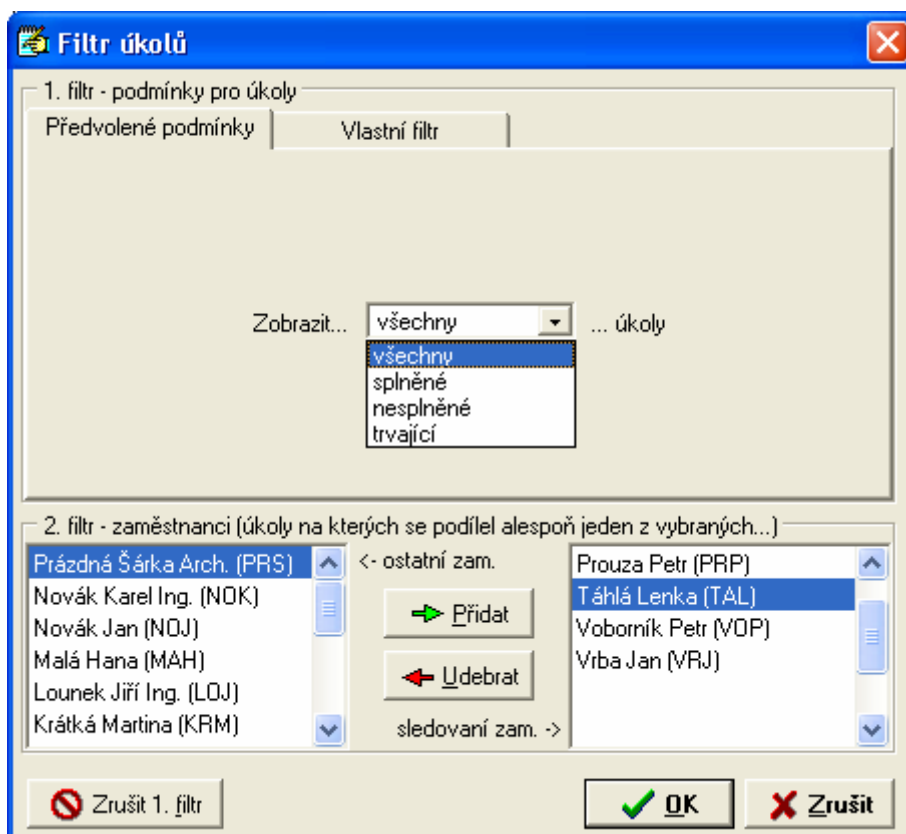 Filtr úkolů
1. filtr - podmínky pro úkoly
Předvolené podmínky
Vlastní filtr
Zobrazit... všechny ... úkoly
všechny
splněné
nesplněné
trvající
2. filtr - zaměstnanci (úkoly na kterých se podílel alespoň jeden z vybraných...)
Prázdná Šárka Arch. (PRS)
Novák Karel Ing. (NOK)
Novák Jan (NOJ)
Malá Hana (MAH)
Lounek Jiří Ing. (LOJ)
Krátká Martina (KRM)
<- ostatní zam.
Přidat
Udebrat
sledovaní zam. ->
Prouza Petr (PRP)
Táhlá Lenka (TAL)
Voborník Petr (VOP)
Vrba Jan (VRJ)
Zrušit 1. filtr
OK
Zrušit